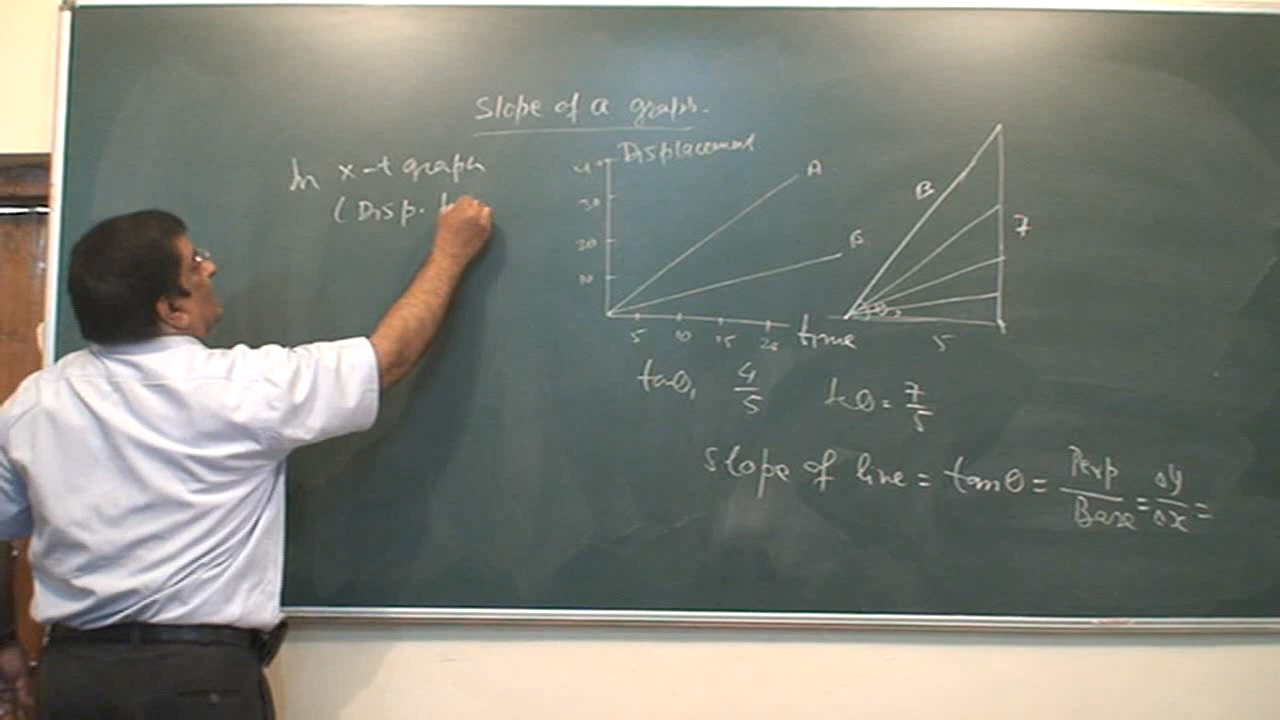 Slope of a graph.
In x-t graph
(Disp.
Displacement
40
30
20
10
5 10 15 20 time
A
B
B
7
5
tanθ₁ 4/5
tanθ = 7/5
Slope of line = tanθ = Perp/Base = Δy/Δx =